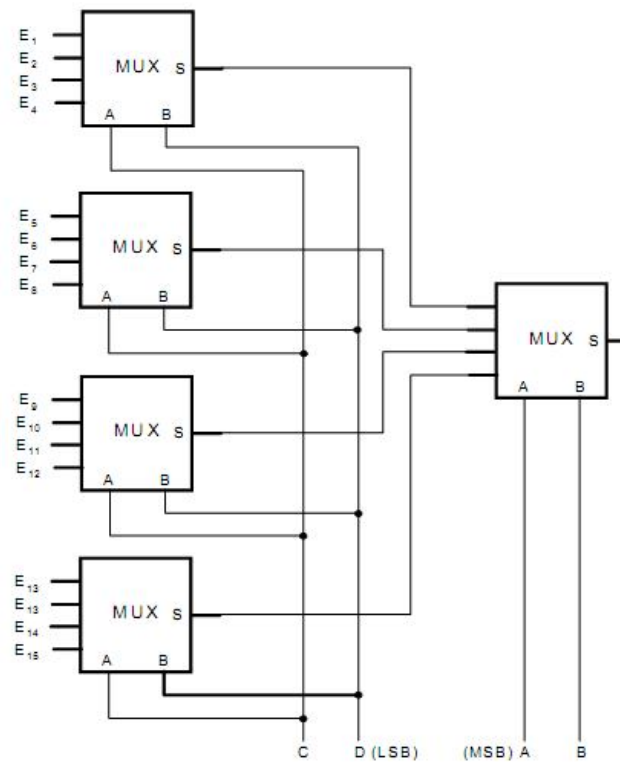 E1
E2
E3
E4
MUX S
A B
E5
E6
E7
E8
MUX S
A B
MUX S
A B
E9
E10
E11
E12
MUX S
A B
E13
E13
E14
E15
MUX S
A B
C D (LSB) (MSB) A B